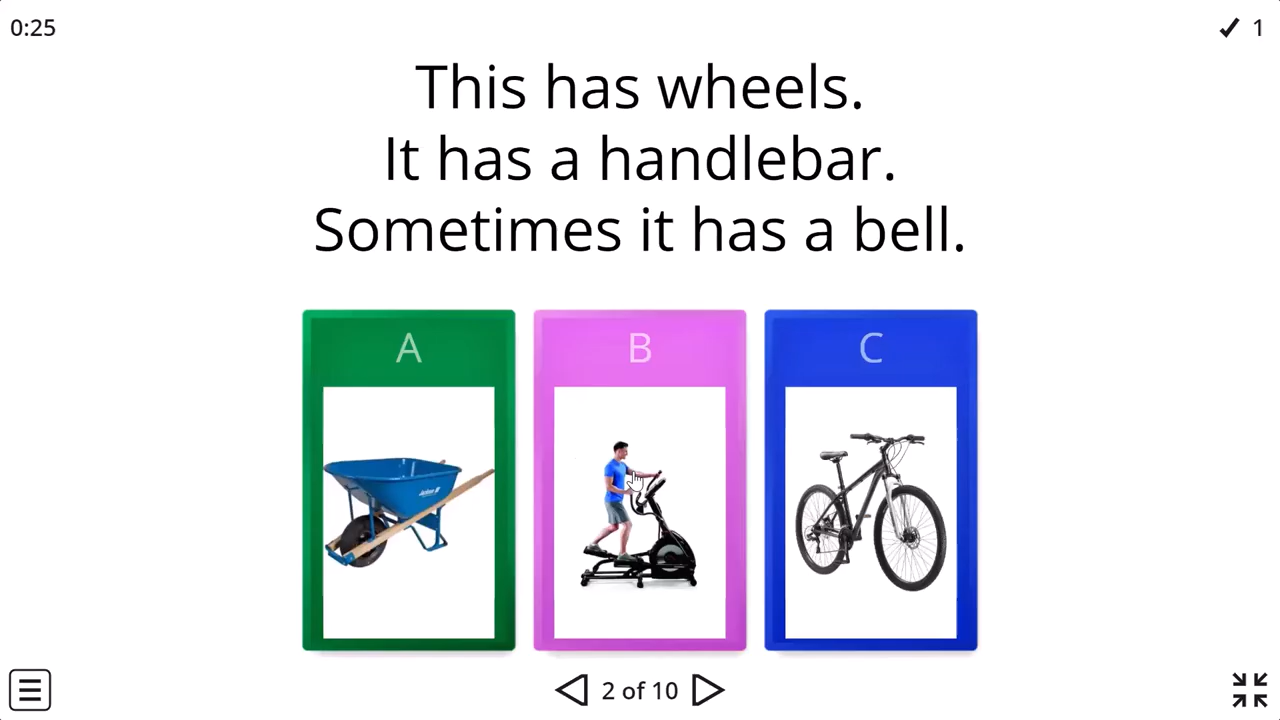 0:25
1
This has wheels.
It has a handlebar.
Sometimes it has a bell.
A
B
C
2 of 10